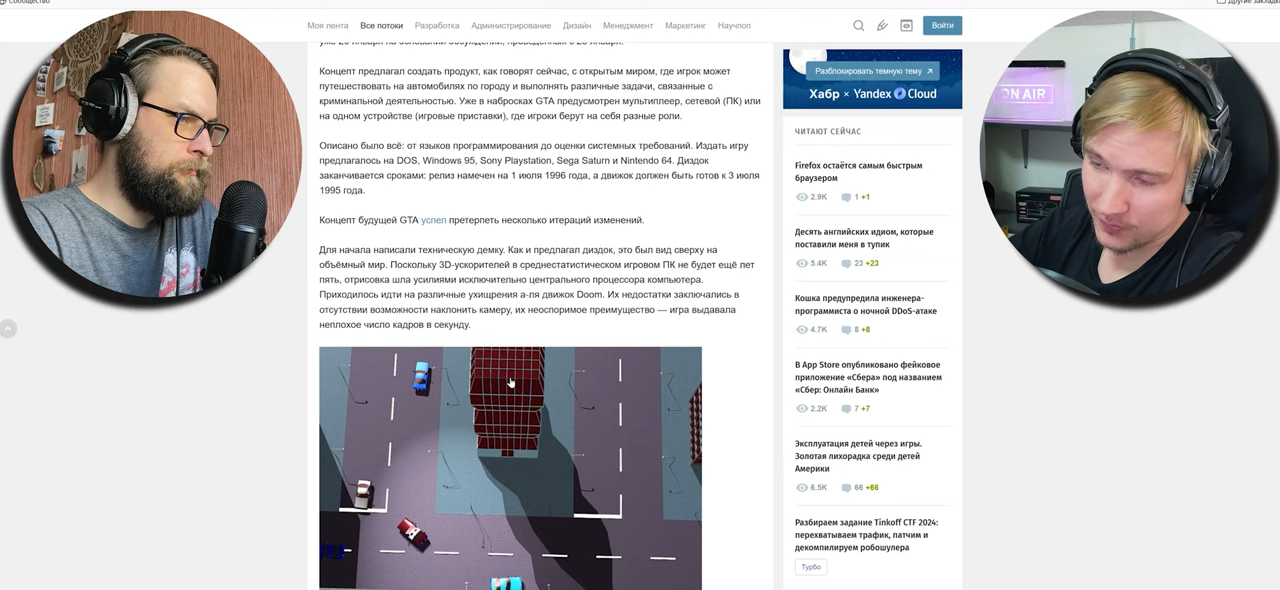 Сообщество
Другие закладки
Моя лента Все потоки Разработка Администрирование Дизайн Менеджмент Маркетинг Научпоп
Войти
Концепт предлагал создать продукт, как говорят сейчас, с открытым миром, где игрок может
путешествовать на автомобилях по городу и выполнять различные задачи, связанные с
криминальной деятельностью. Уже в набросках GTA предусмотрен мультиплеер, сетевой (ПК) или
на одном устройстве (игровые приставки), где игроки берут на себя разные роли.
Описано было всё: от языков программирования до оценки системных требований. Издать игру
предлагалось на DOS, Windows 95, Sony Playstation, Sega Saturn и Nintendo 64. Диздок
заканчивается сроками: релиз намечен на 1 июля 1996 года, а движок должен быть готов к 3 июля
1995 года.
Концепт будущей GTA успел претерпеть несколько итераций изменений.
Для начала написали техническую демку. Как и предлагал диздок, это был вид сверху на
объёмный мир. Поскольку 3D-ускорителей в среднестатистическом игровом ПК не будет ещё лет
пять, отрисовка шла усилиями исключительно центрального процессора компьютера.
Приходилось идти на различные ухищрения а-ля движок Doom. Их недостатки заключались в
отсутствии возможности наклонить камеру, их неоспоримое преимущество — игра выдавала
неплохое число кадров в секунду.
Разблокировать темную тему
Хабр × Yandex Cloud
ЧИТАЮТ СЕЙЧАС
Firefox остаётся самым быстрым
браузером
2.9K 1 +1
Десять английских идиом, которые
поставили меня в тупик
5.4K 23 +23
Кошка предупредила инженера-
программиста о ночной DDoS-атаке
4.7K 8 +8
В App Store опубликовано фейковое
приложение «Сбера» под названием
«Сбер: Онлайн Банк»
2.2K 7 +7
Эксплуатация детей через игры.
Золотая лихорадка среди детей
Америки
6.5K 66 +66
Разбираем задание Tinkoff CTF 2024:
перехватываем трафик, патчим и
декомпилируем робошулера
Турбо
ON AIR